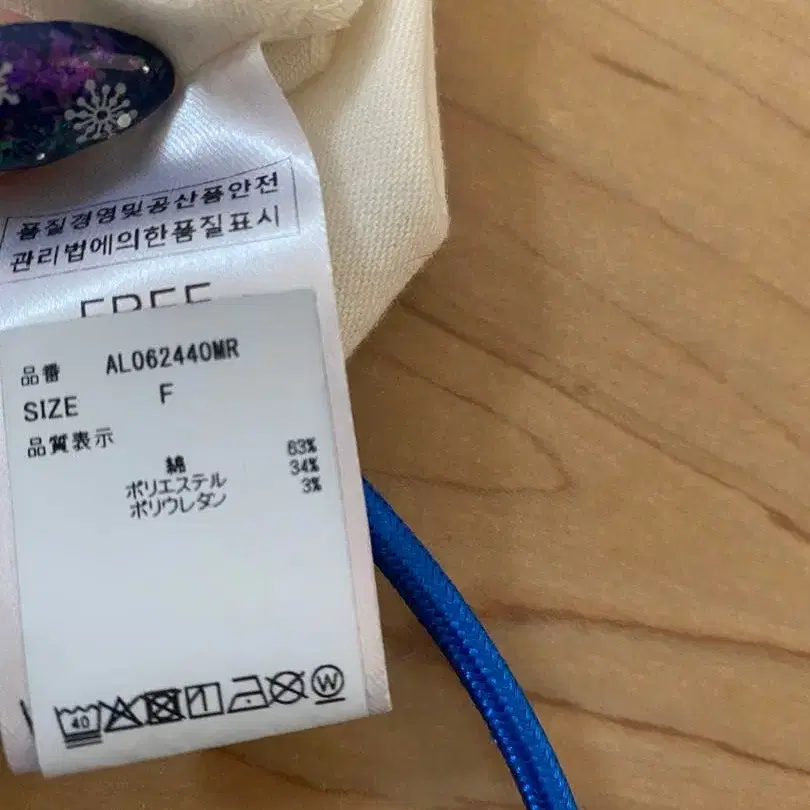 품질경영및공산품안전
관리법에의한품질표시
FREE
品番 AL062440MR
SIZE F
品質表示
綿 63%
ポリエステル 34%
ポリウレタン 3%
40 W